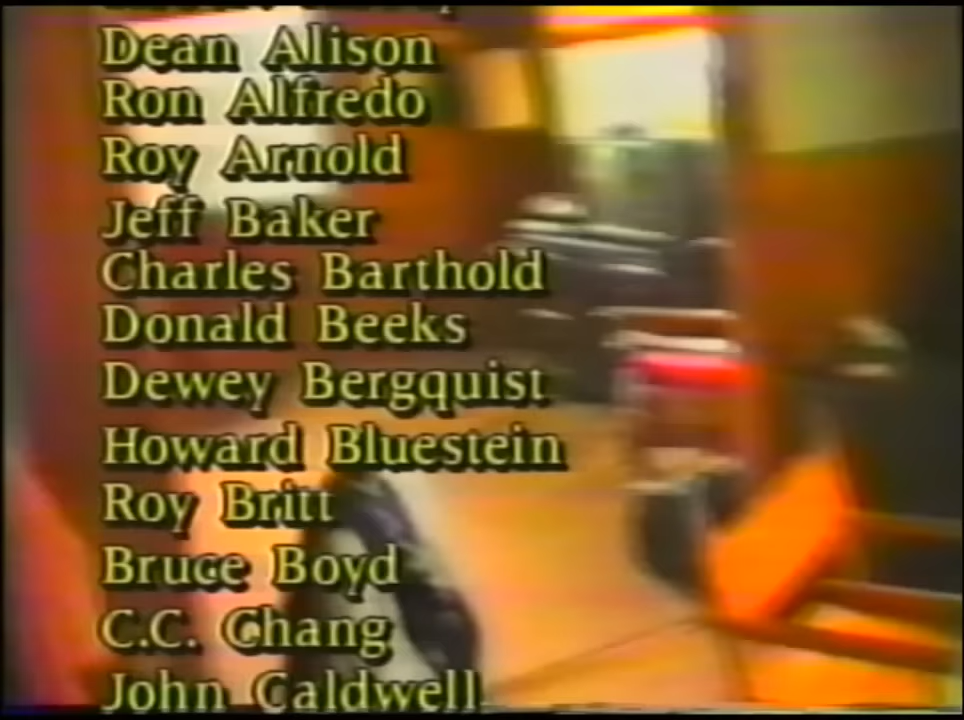 Dean Alison
Ron Alfredo
Roy Arnold
Jeff Baker
Charles Barthold
Donald Beeks
Dewey Bergquist
Howard Bluestein
Roy Britt
Bruce Boyd
C.C. Chang
John Caldwell